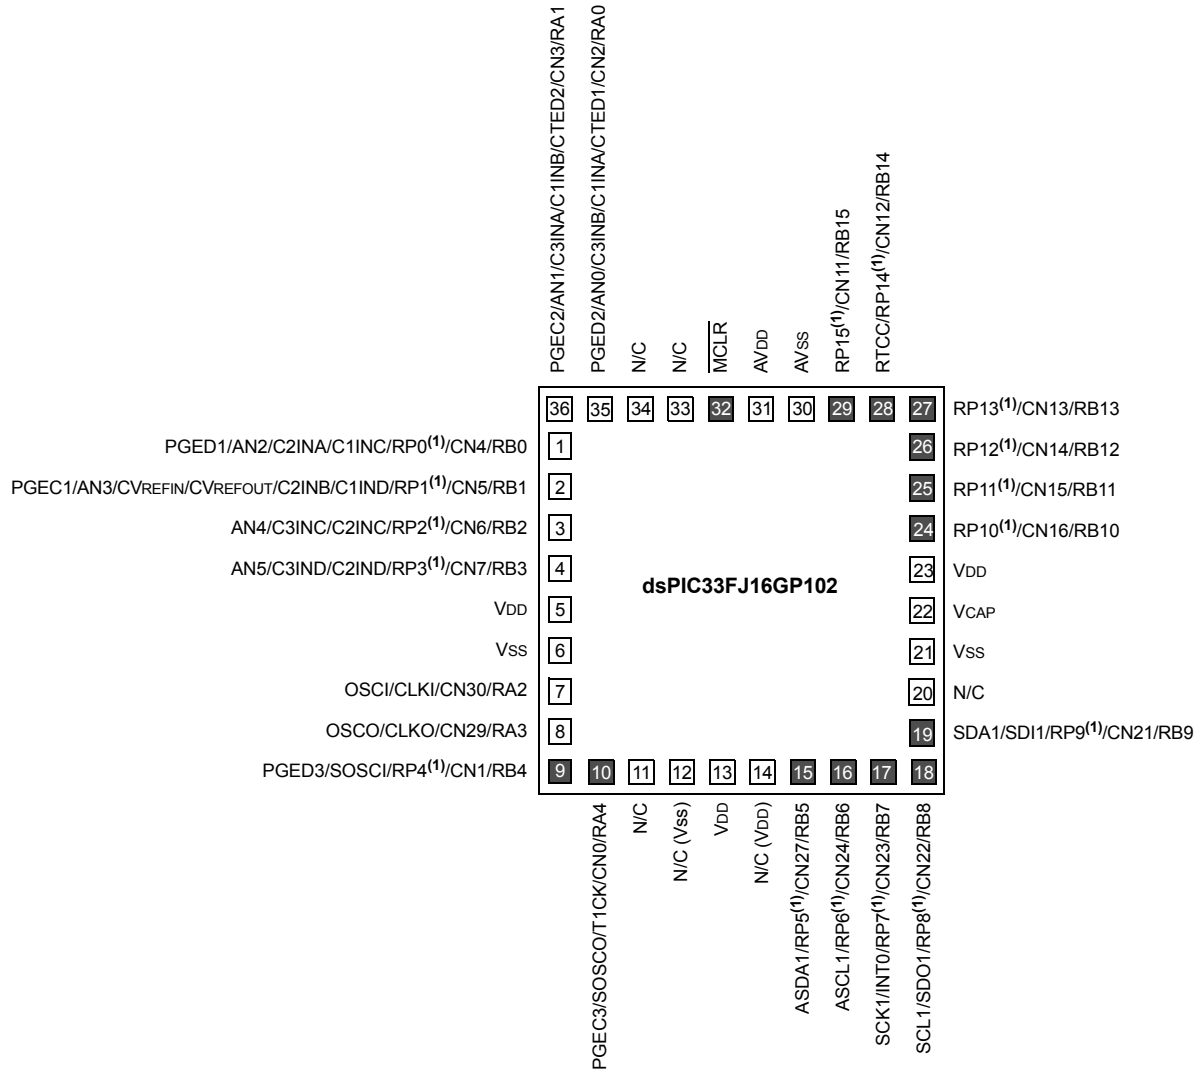 PGEC2/AN1/C3INA/C1INB/CTED2/CN3/RA1
PGED2/AN0/C3INB/C1INA/CTED1/CN2/RA0
N/C
N/C
MCLR
AVDD
AVSS
RP15(1)/CN11/RB15
RTCC/RP14(1)/CN12/RB14
36 35 34 33 32 31 30 29 28 27 RP13(1)/CN13/RB13
PGED1/AN2/C2INA/C1INC/RP0(1)/CN4/RB0 1 26 RP12(1)/CN14/RB12
PGEC1/AN3/CVREFIN/CVREFOUT/C2INB/C1IND/RP1(1)/CN5/RB1 2 25 RP11(1)/CN15/RB11
AN4/C3INC/C2INC/RP2(1)/CN6/RB2 3 24 RP10(1)/CN16/RB10
AN5/C3IND/C2IND/RP3(1)/CN7/RB3 4 23 VDD
dsPIC33FJ16GP102
VDD 5 22 VCAP
VSS 6 21 VSS
OSCI/CLKI/CN30/RA2 7 20 N/C
OSCO/CLKO/CN29/RA3 8 19 SDA1/SDI1/RP9(1)/CN21/RB9
PGED3/SOSCI/RP4(1)/CN1/RB4 9 10 11 12 13 14 15 16 17 18
PGEC3/SOSCO/T1CK/CN0/RA4
N/C
N/C (Vss)
VDD
N/C (VDD)
ASDA1/RP5(1)/CN27/RB5
ASCL1/RP6(1)/CN24/RB6
SCK1/INT0/RP7(1)/CN23/RB7
SCL1/SDO1/RP8(1)/CN22/RB8